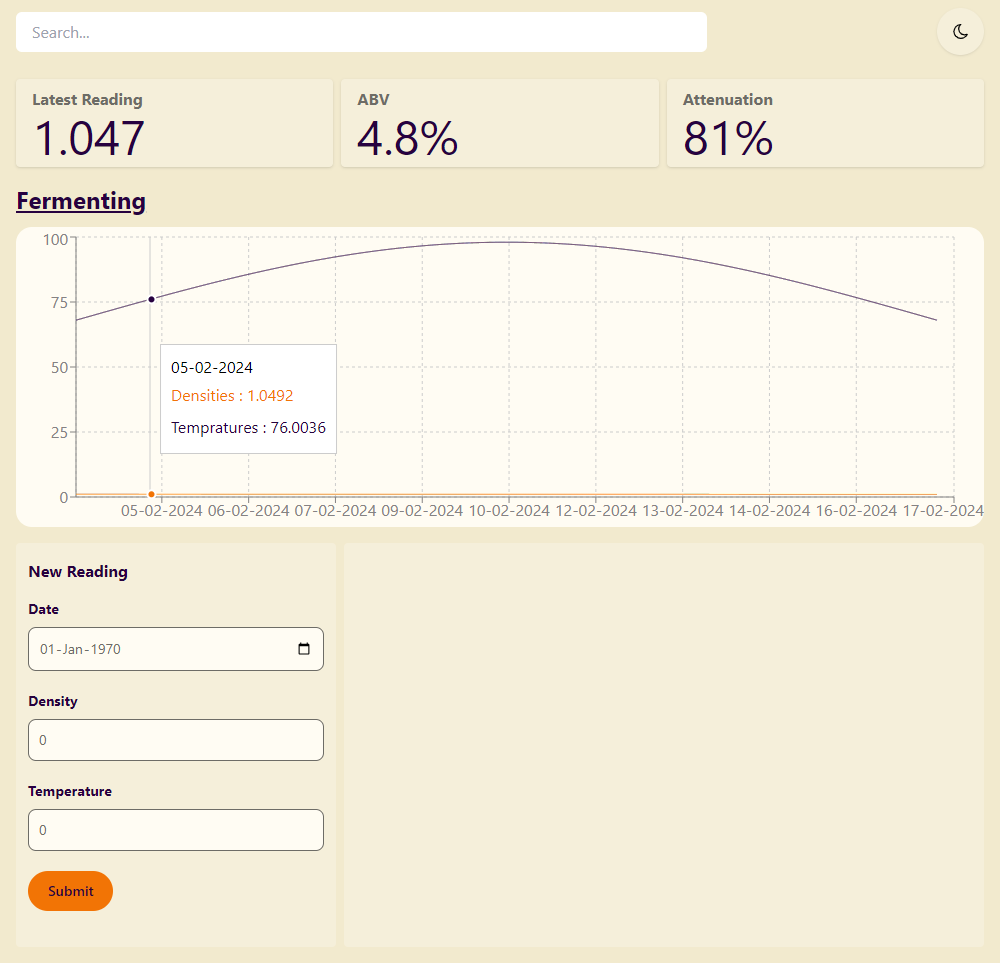 Search...
Latest Reading
1.047
ABV
4.8%
Attenuation
81%
Fermenting
100
75
50
25
0
05-02-2024
Densities : 1.0492
Tempratures : 76.0036
05-02-2024 06-02-2024 07-02-2024 09-02-2024 10-02-2024 12-02-2024 13-02-2024 14-02-2024 16-02-2024 17-02-2024
New Reading
Date
01-Jan-1970
Density
0
Temperature
0
Submit